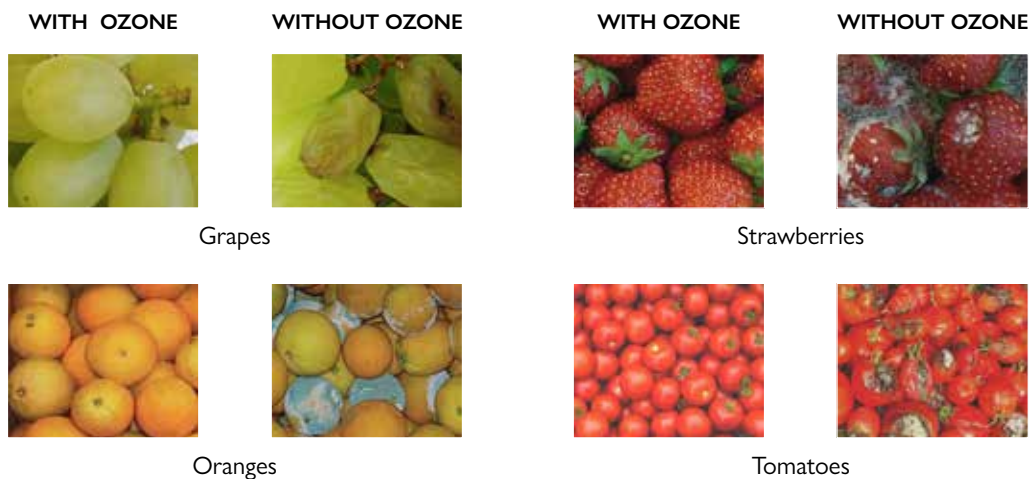 WITH OZONE
WITHOUT OZONE
WITH OZONE
WITHOUT OZONE
Grapes
Strawberries
Oranges
Tomatoes